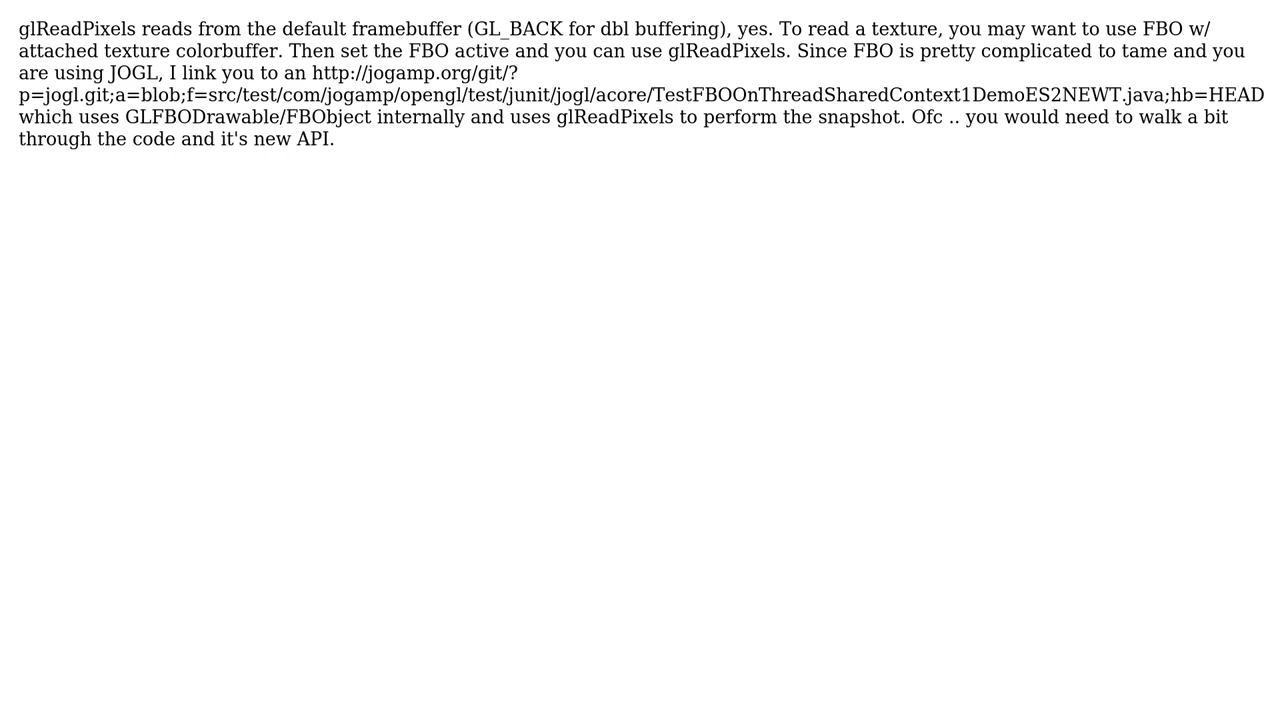 glReadPixels reads from the default framebuffer (GL_BACK for dbl buffering), yes. To read a texture, you may want to use FBO w/
attached texture colorbuffer. Then set the FBO active and you can use glReadPixels. Since FBO is pretty complicated to tame and you
are using JOGL, I link you to an http://jogamp.org/git/?
p=jogl.git;a=blob;f=src/test/com/jogamp/opengl/test/junit/jogl/acore/TestFBOOnThreadSharedContext1DemoES2NEWT.java;hb=HEAD
which uses GLFBODrawable/FBObject internally and uses glReadPixels to perform the snapshot. Ofc .. you would need to walk a bit
through the code and it's new API.